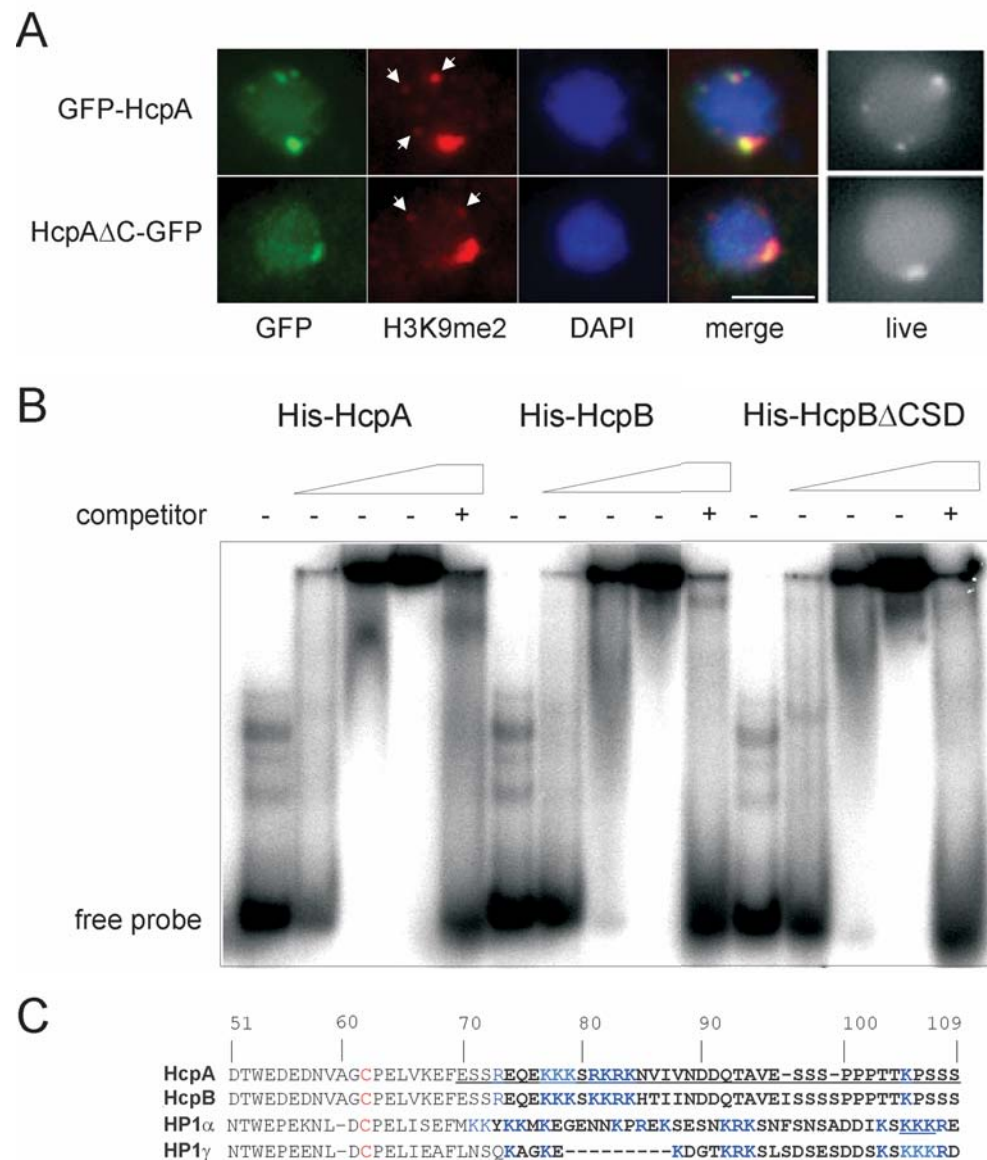 A
GFP-HcpA
HcpAΔC-GFP
GFP H3K9me2 DAPI merge live
B
His-HcpA His-HcpB His-HcpBΔCSD
competitor - - - - + - - - - + - - - - +
free probe
C
51 60 70 80 90 100 109
HcpA DTWEDEDNVAGCPELVKEFESSREQEKKKSRKRKNVIVNDDQTAVE-SSS-PPPTTKPSSS
HcpB DTWEDEDNVAGCPELVKEFESSREQEKKKSRKRKHTIINDDQTAVESSSSPPPTTKPSSS
HP1α NTWEPEKNL-DCPELISEFMKKYKKMKEGENNKPREKSESNKRKSNFSNSADDIKSKKKRE
HP1γ NTWEPEENL-DCPELIEAFLNSQKAGKE---------KDGTKRKSLSDSESDDSKSKKKRD